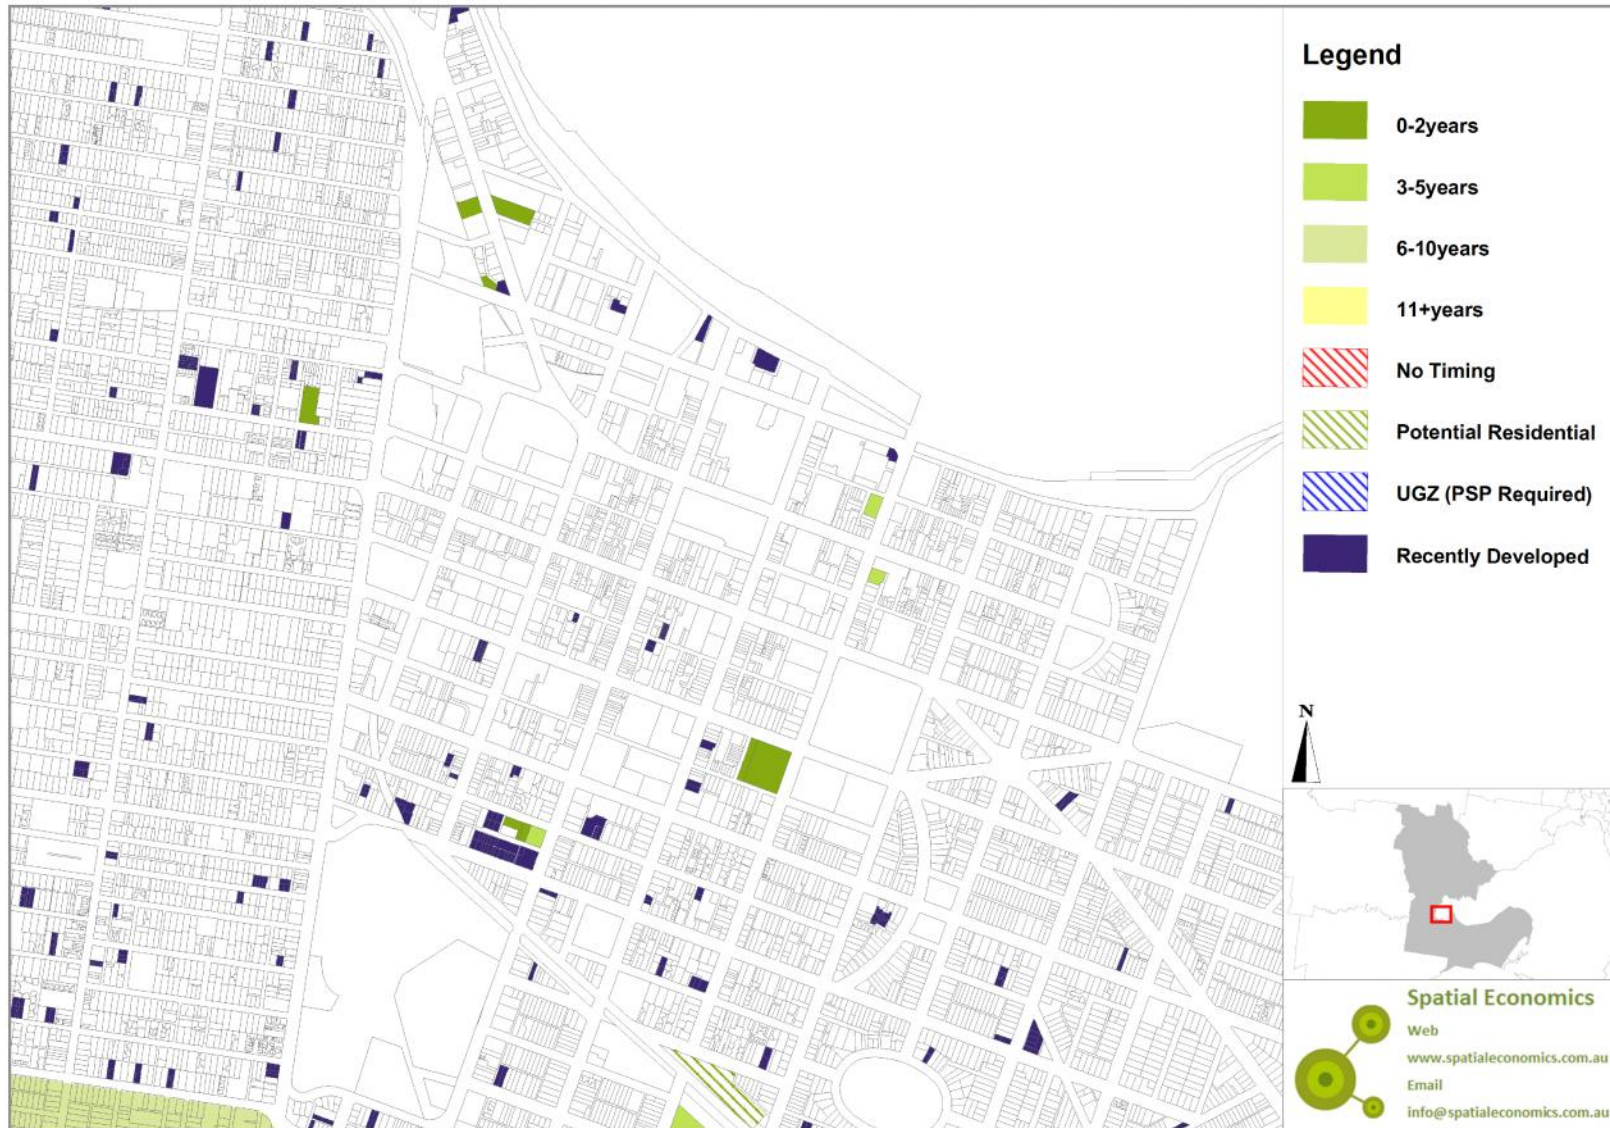 Legend
0-2years
3-5years
6-10years
11+years
No Timing
Potential Residential
UGZ (PSP Required)
Recently Developed
N
Spatial Economics
Web
www.spatialeconomics.com.au
Email
info@spatialeconomics.com.au